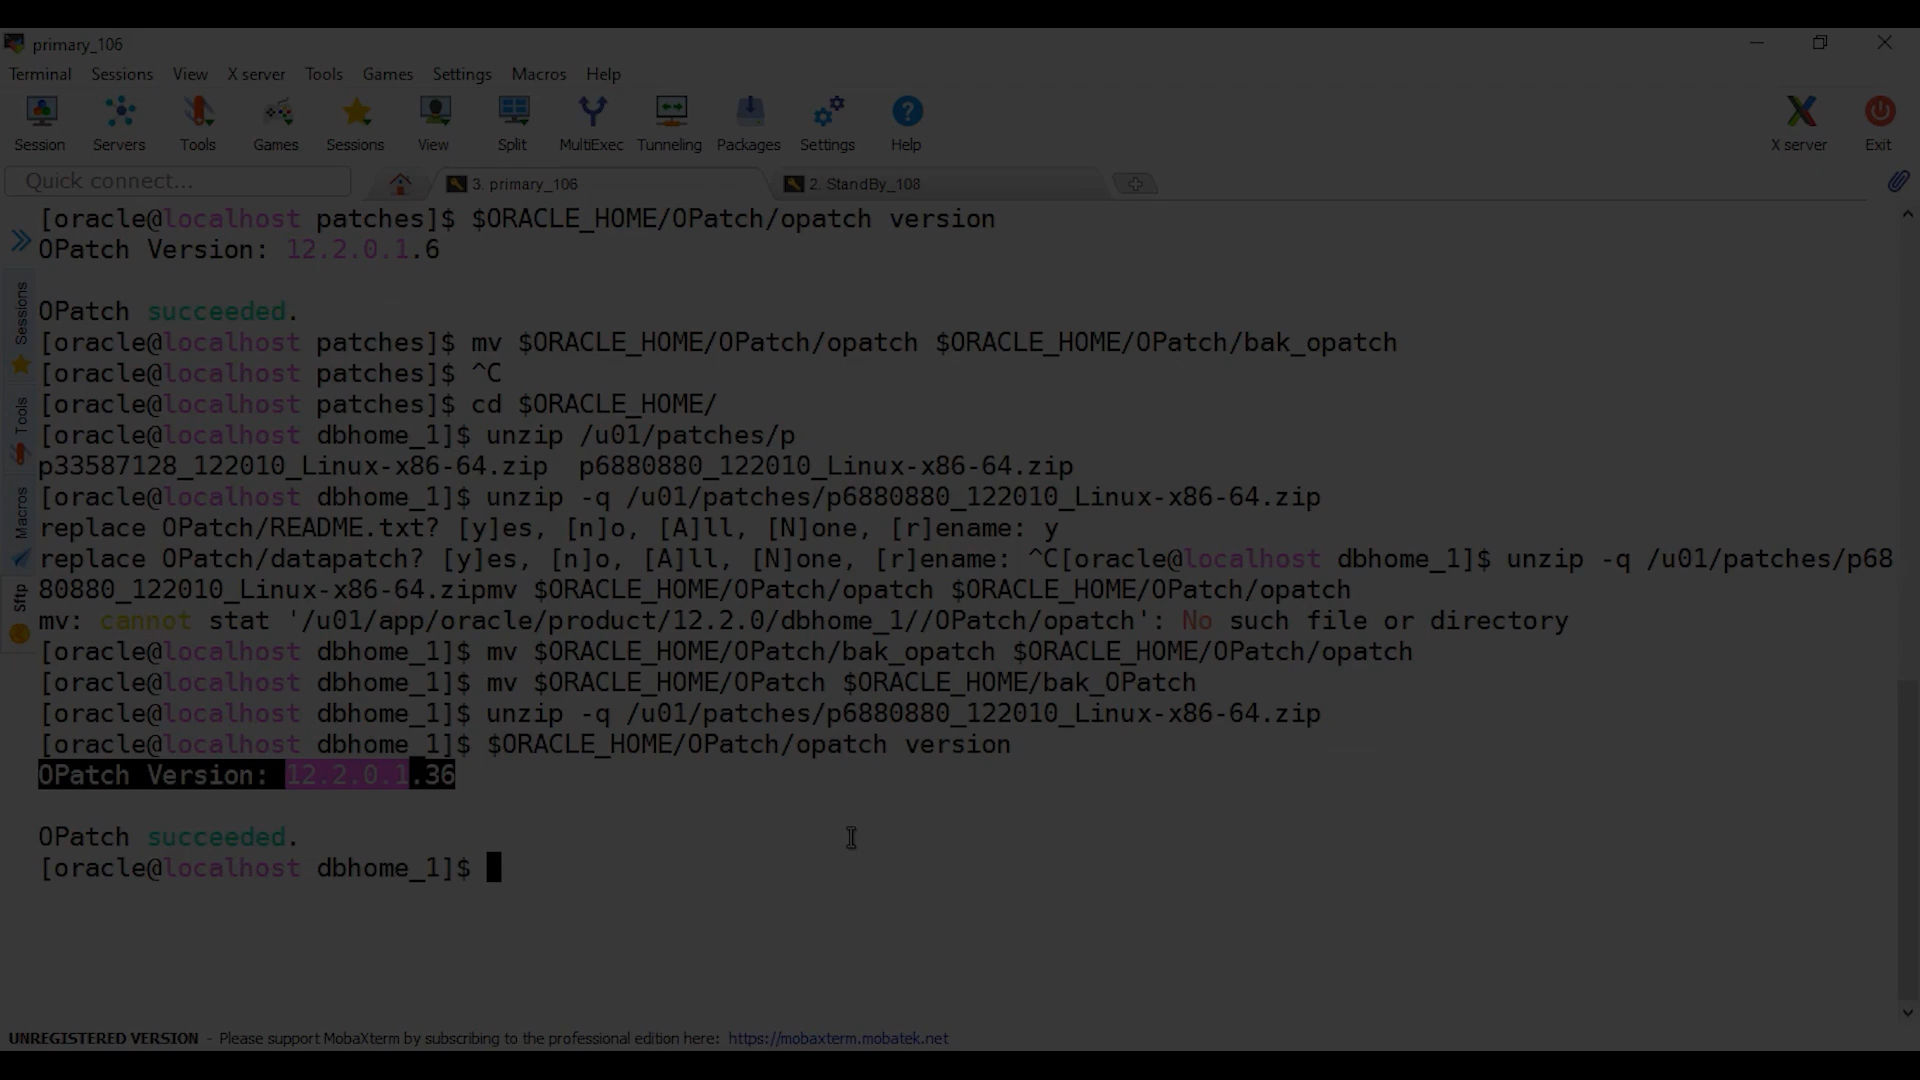 primary_106
Terminal Sessions View X server Tools Games Settings Macros Help
Session Servers Tools Games Sessions View Split MultiExec Tunneling Packages Settings Help X server Exit
Quick connect... 3. primary_106 2. StandBy_108
[oracle@localhost patches]$ $ORACLE_HOME/OPatch/opatch version
OPatch Version: 12.2.0.1.6
OPatch succeeded.
[oracle@localhost patches]$ mv $ORACLE_HOME/OPatch/opatch $ORACLE_HOME/OPatch/bak_opatch
[oracle@localhost patches]$ ^C
[oracle@localhost patches]$ cd $ORACLE_HOME/
[oracle@localhost dbhome_1]$ unzip /u01/patches/p
p33587128_122010_Linux-x86-64.zip  p6880880_122010_Linux-x86-64.zip
[oracle@localhost dbhome_1]$ unzip -q /u01/patches/p6880880_122010_Linux-x86-64.zip
replace OPatch/README.txt? [y]es, [n]o, [A]ll, [N]one, [r]ename: y
replace OPatch/datapatch? [y]es, [n]o, [A]ll, [N]one, [r]ename: ^C[oracle@localhost dbhome_1]$ unzip -q /u01/patches/p68
80880_122010_Linux-x86-64.zipmv $ORACLE_HOME/OPatch/opatch $ORACLE_HOME/OPatch/opatch
mv: cannot stat '/u01/app/oracle/product/12.2.0/dbhome_1//OPatch/opatch': No such file or directory
[oracle@localhost dbhome_1]$ mv $ORACLE_HOME/OPatch/bak_opatch $ORACLE_HOME/OPatch/opatch
[oracle@localhost dbhome_1]$ mv $ORACLE_HOME/OPatch $ORACLE_HOME/bak_OPatch
[oracle@localhost dbhome_1]$ unzip -q /u01/patches/p6880880_122010_Linux-x86-64.zip
[oracle@localhost dbhome_1]$ $ORACLE_HOME/OPatch/opatch version
OPatch Version: 12.2.0.1.36
OPatch succeeded.
[oracle@localhost dbhome_1]$
Sessions
Tools
Macros
Sftp
UNREGISTERED VERSION - Please support MobaXterm by subscribing to the professional edition here: https://mobaxterm.mobatek.net